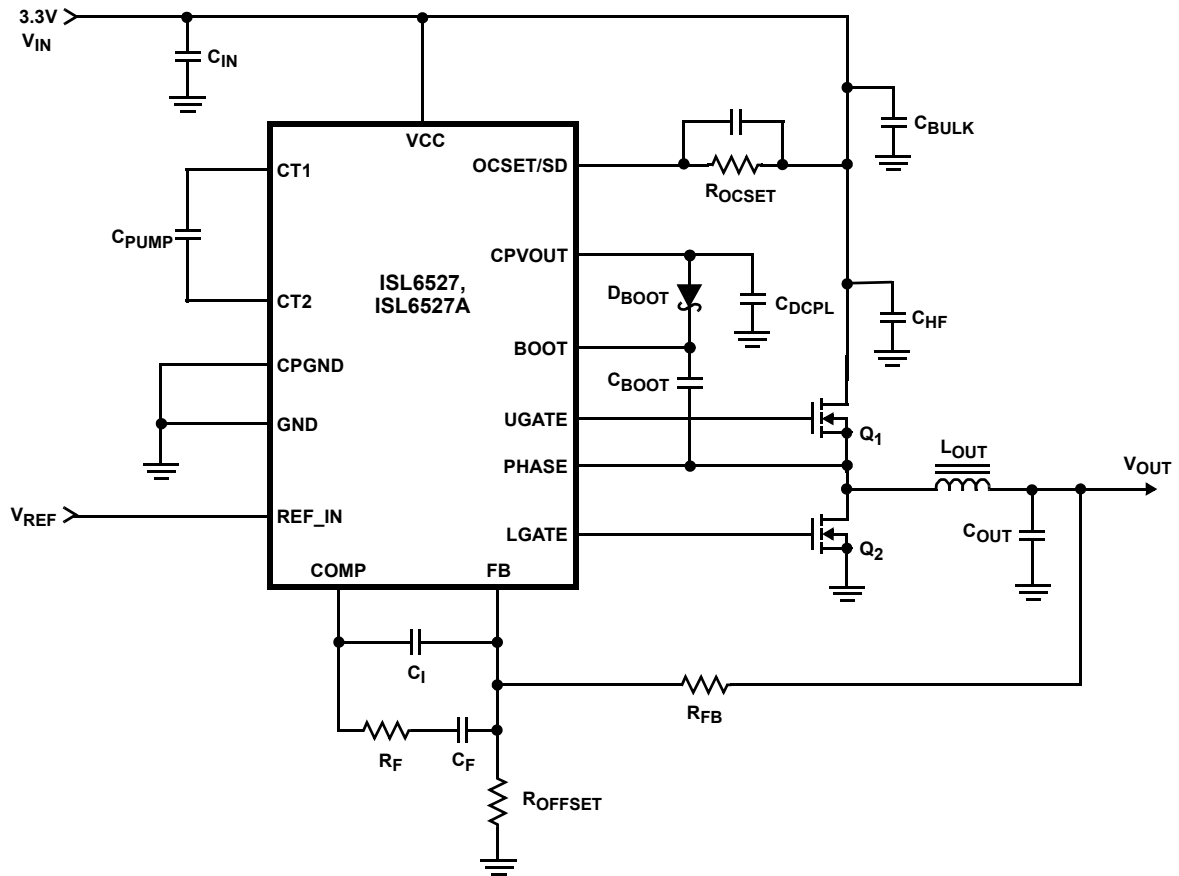 3.3V
VIN
CIN
VCC
CBULK
CT1
OCSET/SD
ROCSET
CPUMP
CPVOUT
ISL6527,
ISL6527A
DBOOT
CDCPL
CT2
CHF
BOOT
CBOOT
CPGND
UGATE
GND
Q1
LOUT
PHASE
VOUT
VREF
REF_IN
LGATE
COUT
Q2
COMP
FB
CI
RFB
RF
CF
ROFFSET